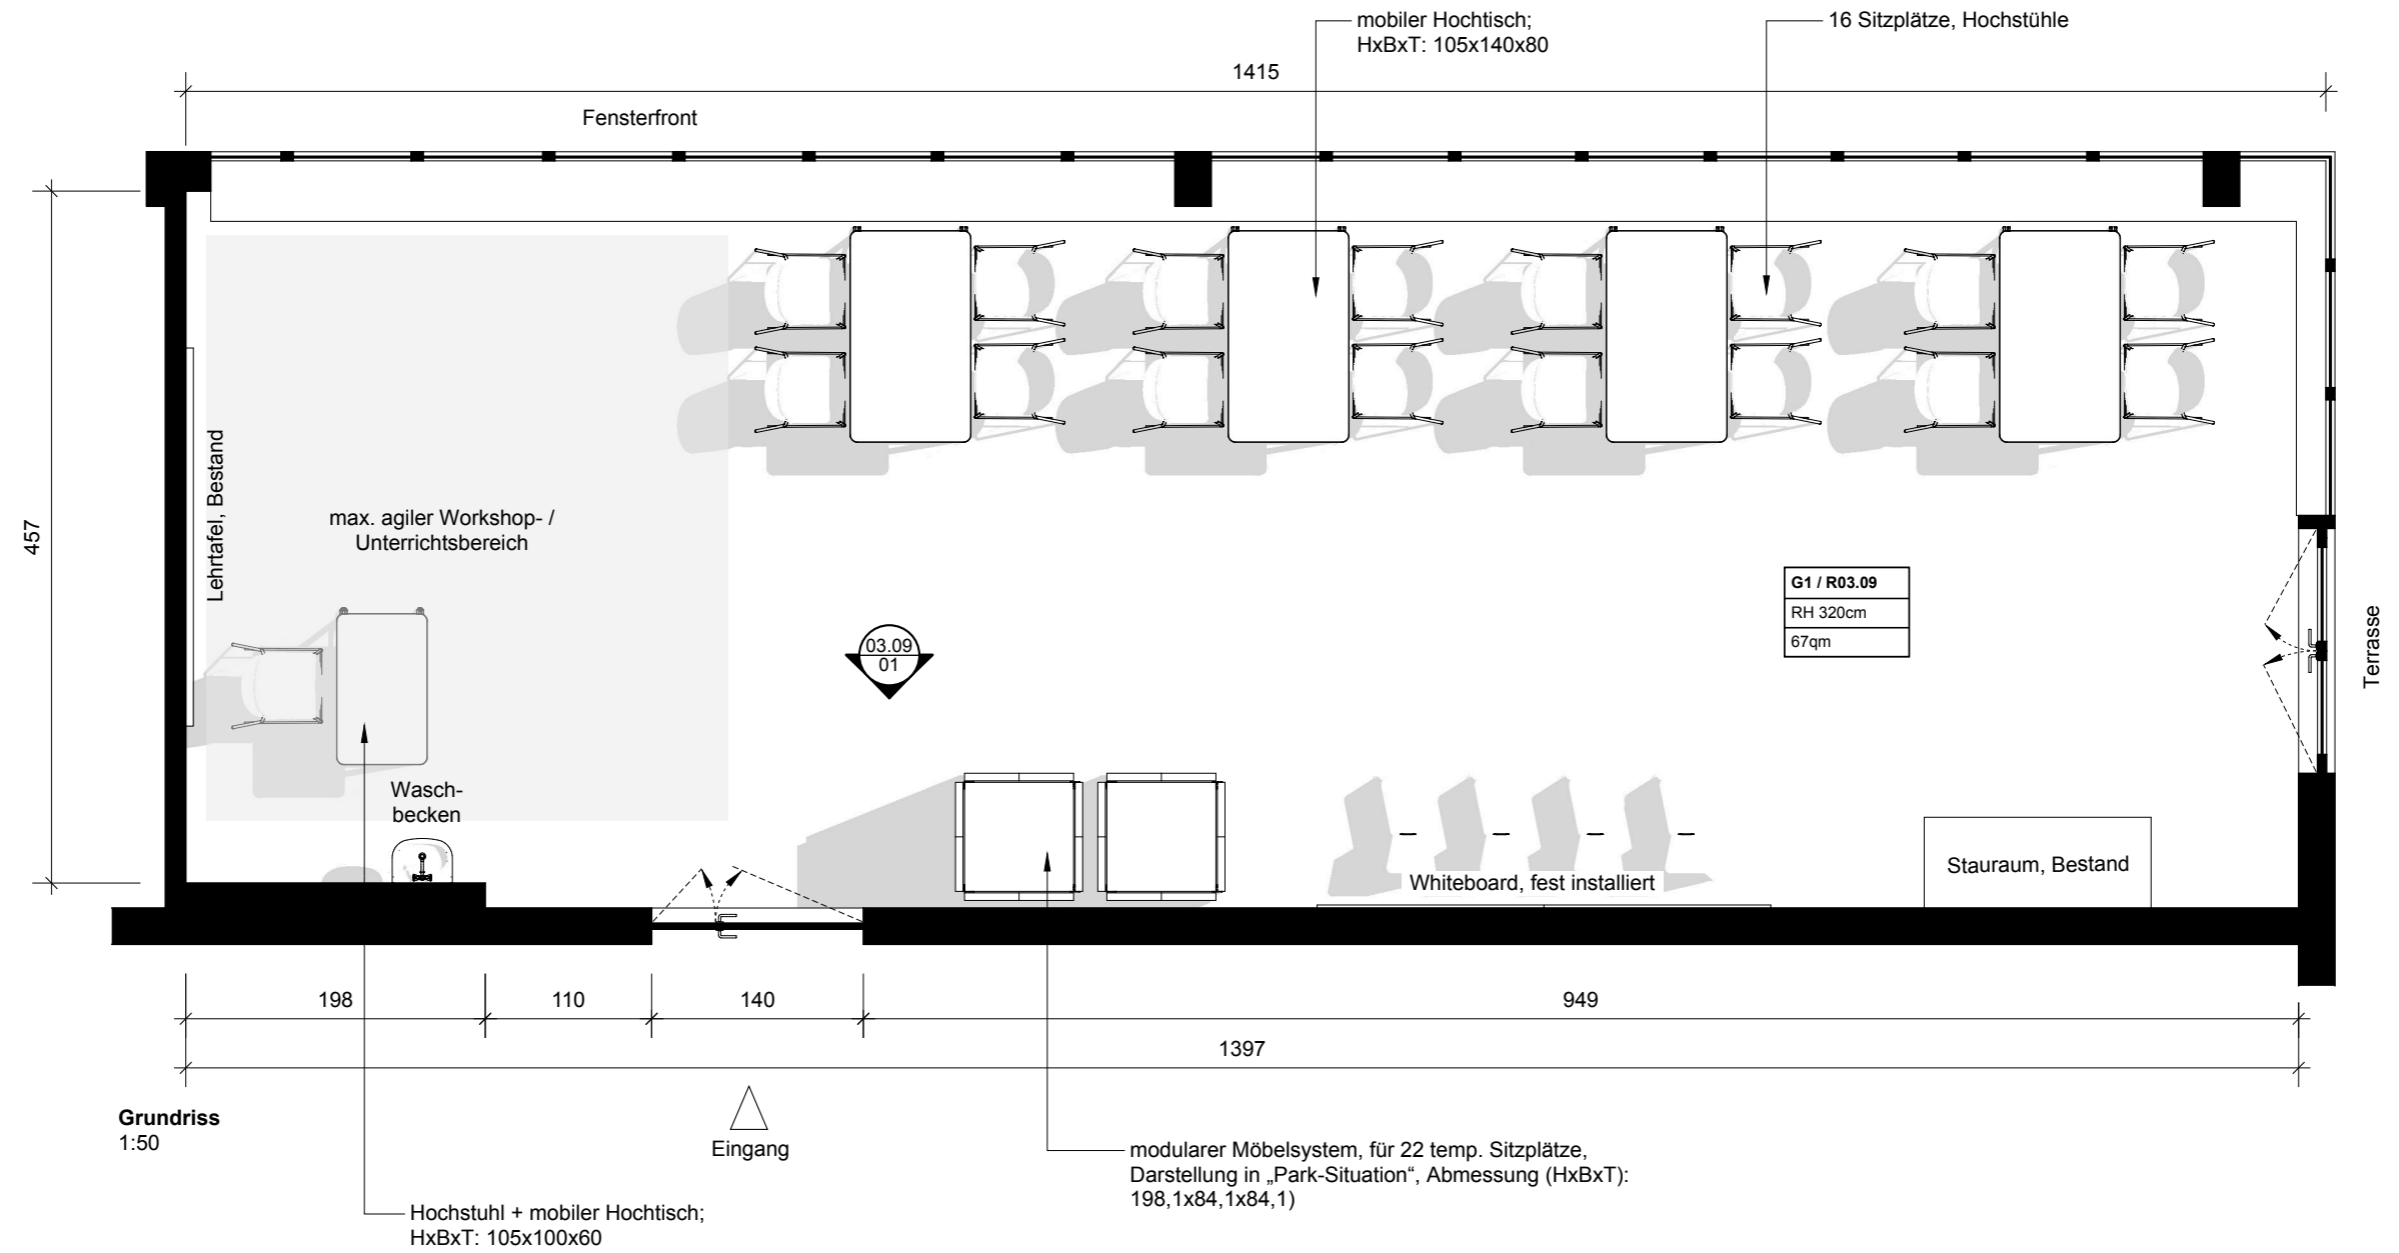 mobiler Hochtisch;
HxBxT: 105x140x80
16 Sitzplätze, Hochstühle
1415
Fensterfront
457
Lehrtafel, Bestand
max. agiler Workshop- /
Unterrichtsbereich
G1 / R03.09
RH 320cm
67qm
03.09
01
Terrasse
Wasch-
becken
Whiteboard, fest installiert
Stauraum, Bestand
198
110
140
949
1397
Grundriss
1:50
Eingang
modularer Möbelsystem, für 22 temp. Sitzplätze,
Darstellung in „Park-Situation“, Abmessung (HxBxT):
198,1x84,1x84,1)
Hochstuhl + mobiler Hochtisch;
HxBxT: 105x100x60